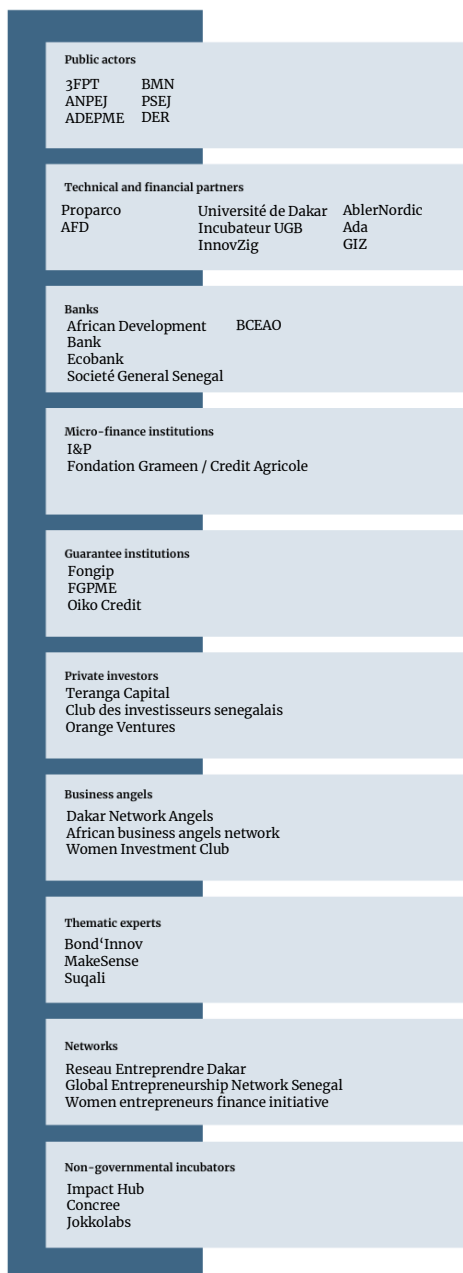 Public actors
3FPT BMN
ANPEJ PSEJ
ADEPME DER
Technical and financial partners
Proparco Université de Dakar AblerNordic
AFD Incubateur UGB Ada
InnovZig GIZ
Banks
African Development BCEAO
Bank
Ecobank
Societé General Senegal
Micro-finance institutions
I&P
Fondation Grameen / Credit Agricole
Guarantee institutions
Fongip
FGPME
Oiko Credit
Private investors
Teranga Capital
Club des investisseurs senegalais
Orange Ventures
Business angels
Dakar Network Angels
African business angels network
Women Investment Club
Thematic experts
Bond‘Innov
MakeSense
Suqali
Networks
Reseau Entreprendre Dakar
Global Entrepreneurship Network Senegal
Women entrepreneurs finance initiative
Non-governmental incubators
Impact Hub
Concree
Jokkolabs